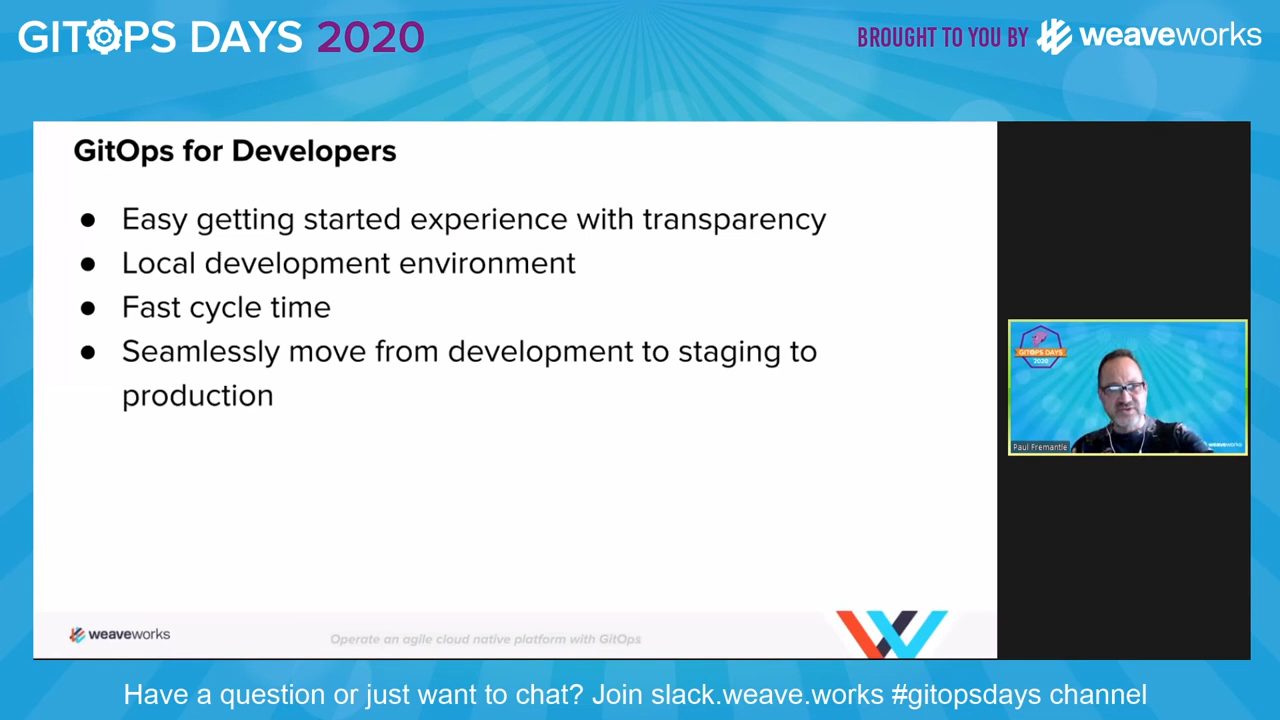 GITOPS DAYS 2020
BROUGHT TO YOU BY weaveworks
GitOps for Developers
● Easy getting started experience with transparency
● Local development environment
● Fast cycle time
● Seamlessly move from development to staging to
production
GITOPS DAYS
2020
Paul Fremantle
weaveworks
weaveworks
Operate an agile cloud native platform with GitOps
Have a question or just want to chat? Join slack.weave.works #gitopsdays channel